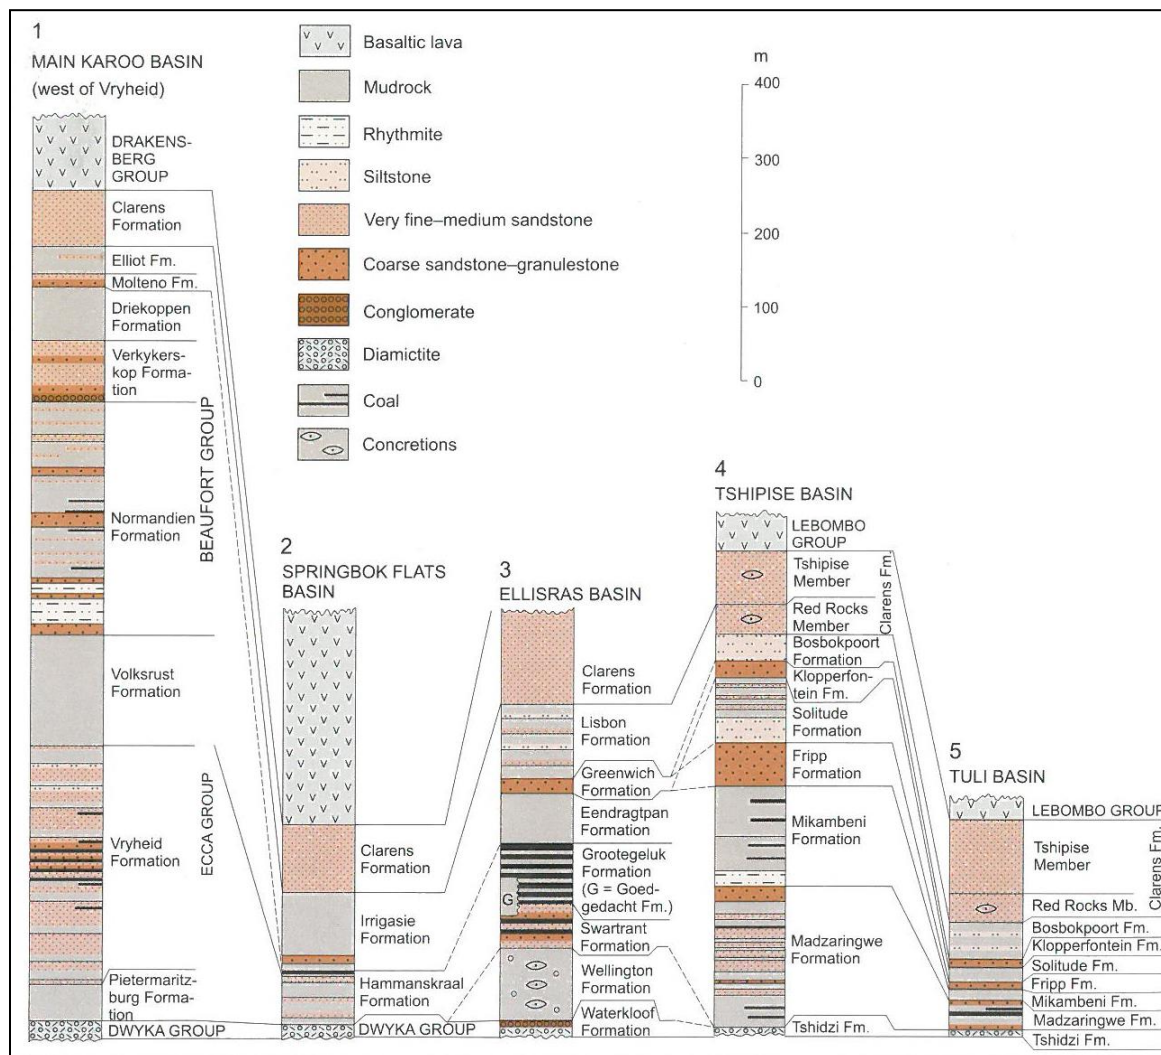 1
MAIN KAROO BASIN
(west of Vryheid)
DRAKENS-
BERG
GROUP
Clarens
Formation
Elliot Fm.
Molteno Fm.
Driekoppen
Formation
Verkykers-
kop Forma-
tion
BEAUFORT GROUP
Normandien
Formation
Volksrust
Formation
ECCA GROUP
Vryheid
Formation
Pietermaritz-
burg Forma-
tion
DWYKA GROUP
Basaltic lava
Mudrock
Rhythmite
Siltstone
Very fine–medium sandstone
Coarse sandstone–granulestone
Conglomerate
Diamictite
Coal
Concretions
m
400
300
200
100
0
2
SPRINGBOK FLATS
BASIN
Clarens
Formation
Irrigasie
Formation
Hammanskraal
Formation
DWYKA GROUP
3
ELLISRAS BASIN
Clarens
Formation
Lisbon
Formation
Greenwich
Formation
Eendragtpan
Formation
Grootegeluk
Formation
(G = Goed-
gedacht Fm.)
G
Swartrant
Formation
Wellington
Formation
Waterkloof
Formation
4
TSHIPISE BASIN
LEBOMBO
GROUP
Tshipise
Member
Red Rocks
Member
Clarens Fm.
Bosbokpoort
Formation
Klopperfon-
tein Fm.
Solitude
Formation
Fripp
Formation
Mikambeni
Formation
Madzaringwe
Formation
Tshidzi Fm.
5
TULI BASIN
LEBOMBO GROUP
Tshipise
Member
Red Rocks Mb.
Clarens Fm.
Bosbokpoort Fm.
Klopperfontein Fm.
Solitude Fm.
Fripp Fm.
Mikambeni Fm.
Madzaringwe Fm.
Tshidzi Fm.